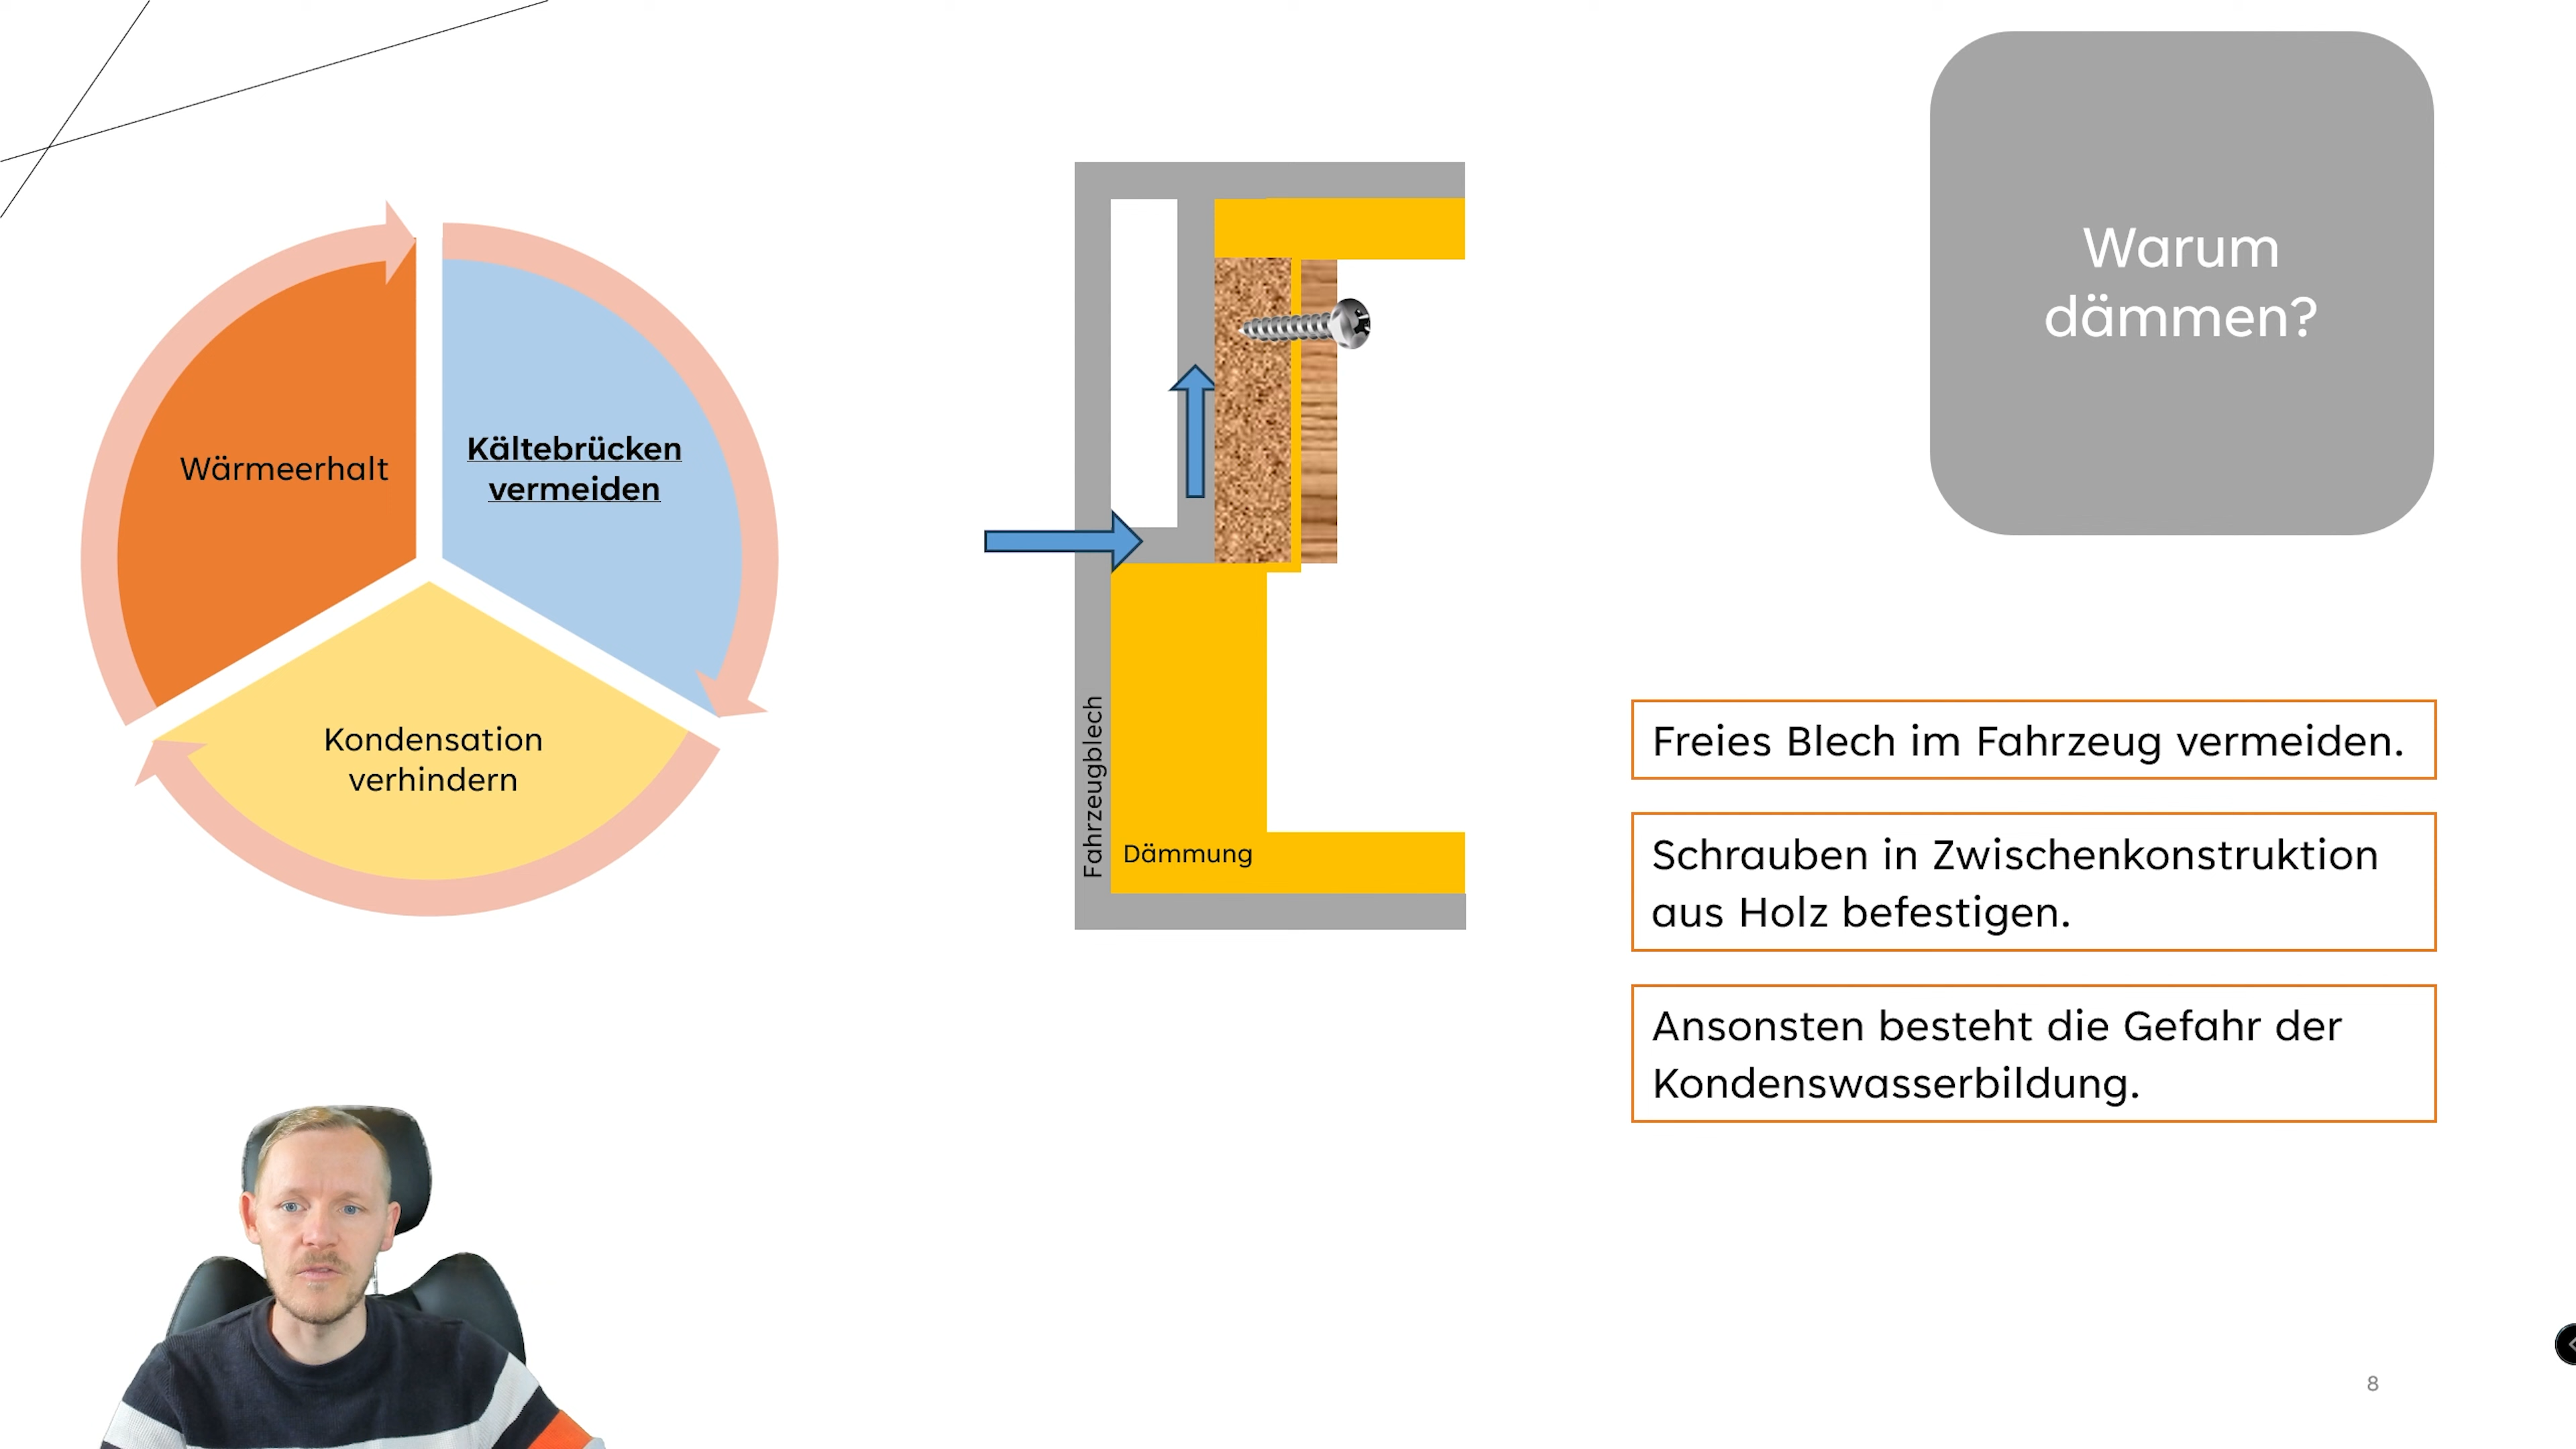 Warum
dämmen?
Wärmeerhalt
Kältebrücken
vermeiden
Kondensation
verhindern
Fahrzeugblech
Dämmung
Freies Blech im Fahrzeug vermeiden.
Schrauben in Zwischenkonstruktion
aus Holz befestigen.
Ansonsten besteht die Gefahr der
Kondenswasserbildung.
8